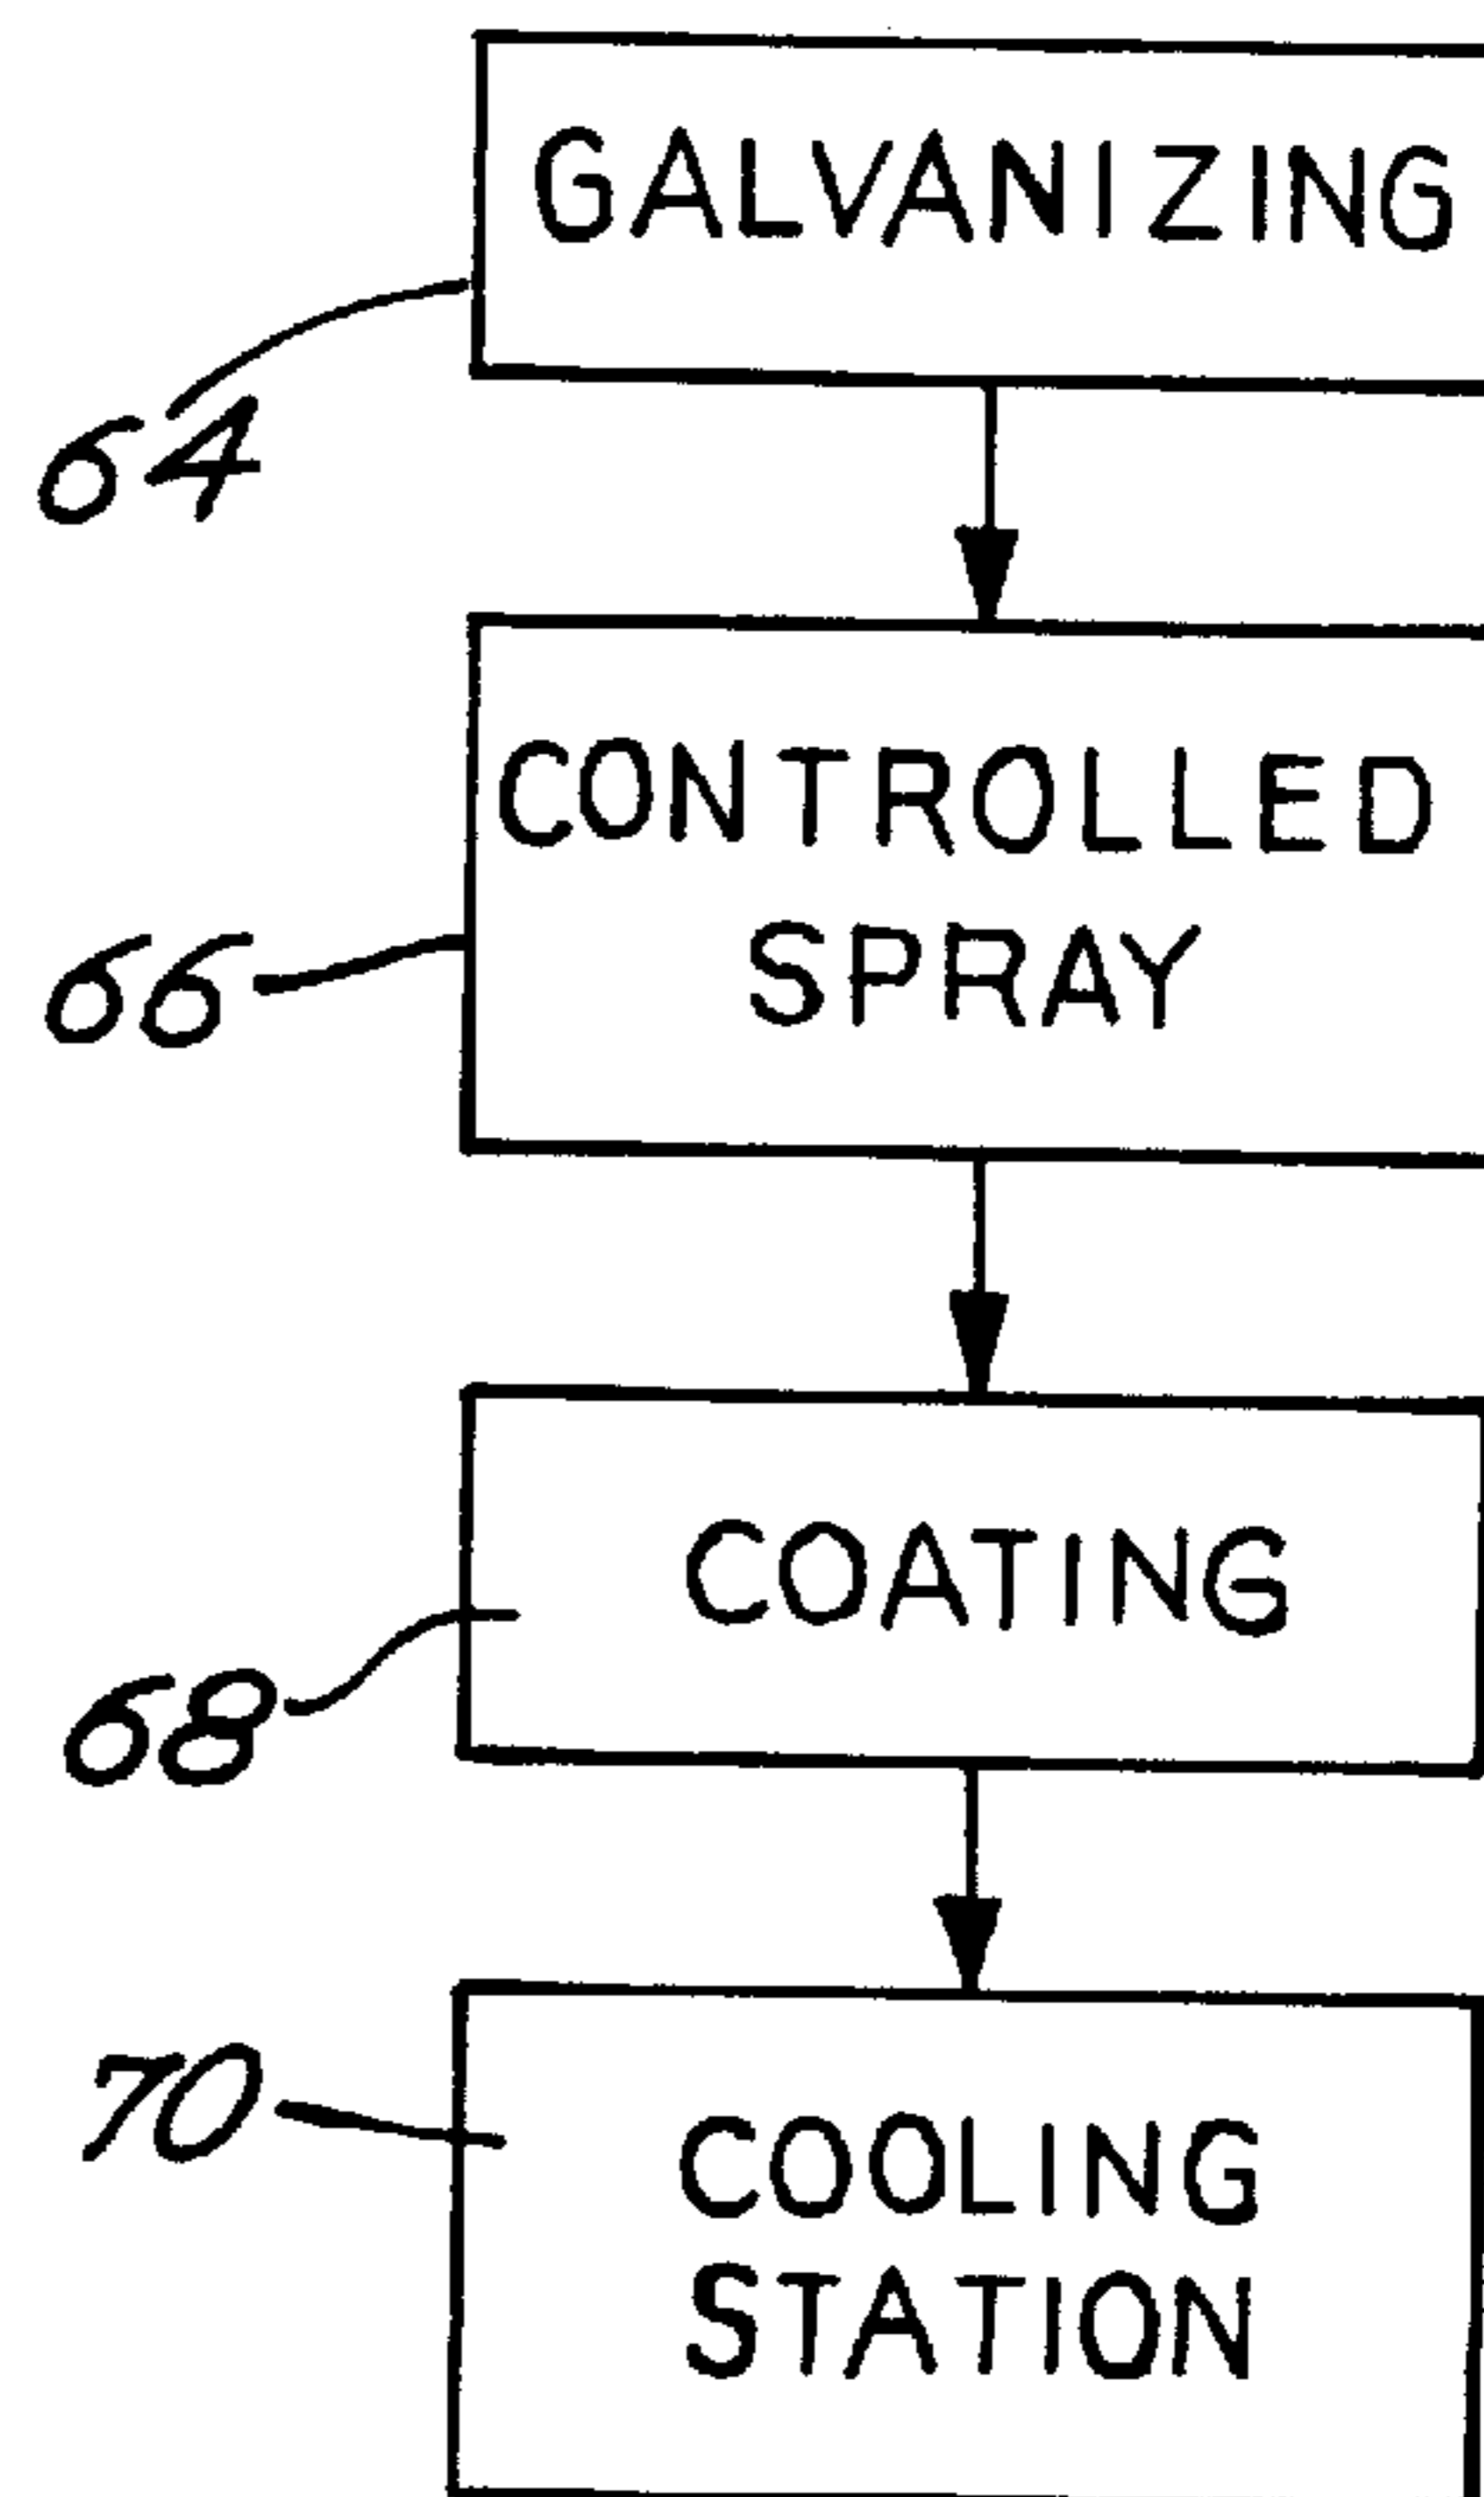 GALVANIZING
64
CONTROLLED
SPRAY
66
COATING
68
70
COOLING
STATION